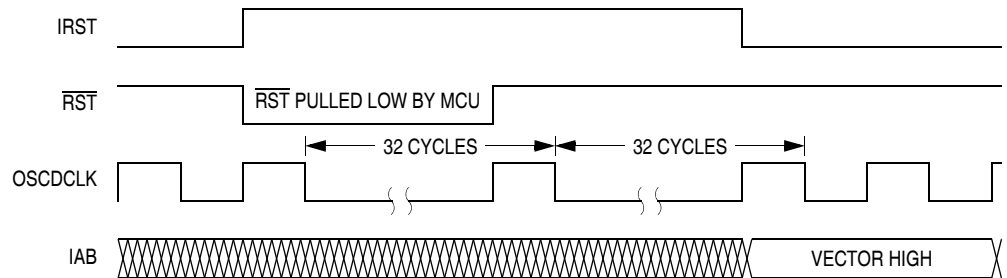 IRST
RST
RST PULLED LOW BY MCU
32 CYCLES
32 CYCLES
OSCDCLK
IAB
VECTOR HIGH